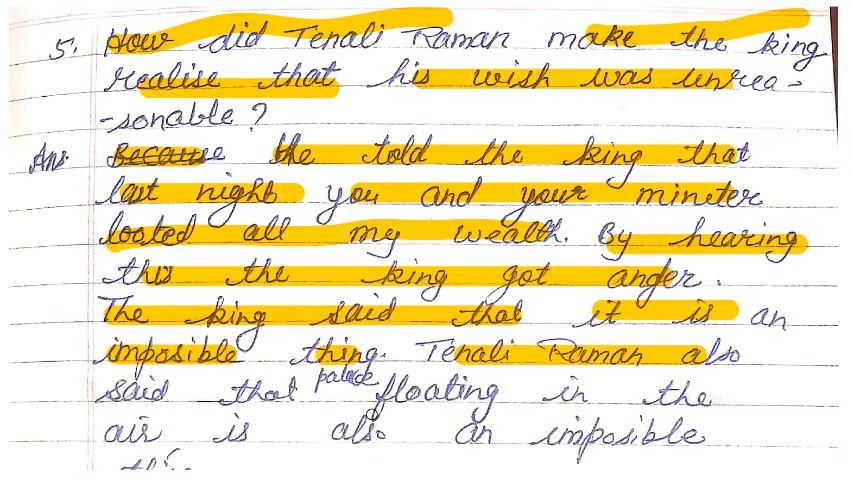 5. How did Tenali Raman make the king
realise that his wish was unrea-
-sonable?
Ans. He told the king that
last night you and your mineter
looted all my wealth. By hearing
this the king got anger.
The king said that it is an
imposible thing. Tenali Raman also
said that palace floating in the
air is also an imposible